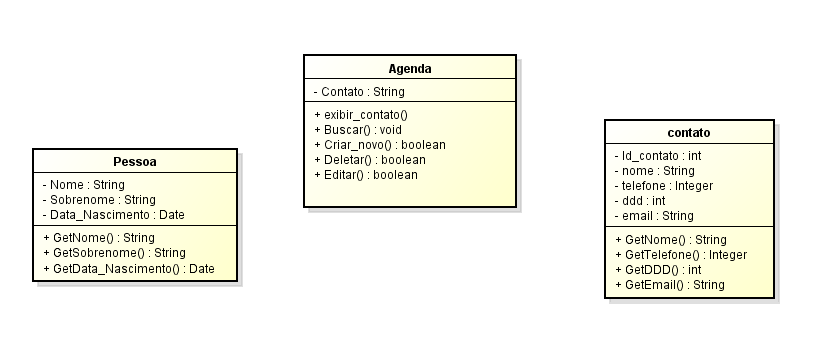 Pessoa
- Nome : String
- Sobrenome : String
- Data_Nascimento : Date
+ GetNome() : String
+ GetSobrenome() : String
+ GetData_Nascimento() : Date
Agenda
- Contato : String
+ exibir_contato()
+ Buscar() : void
+ Criar_novo() : boolean
+ Deletar() : boolean
+ Editar() : boolean
contato
- Id_contato : int
- nome : String
- telefone : Integer
- ddd : int
- email : String
+ GetNome() : String
+ GetTelefone() : Integer
+ GetDDD() : int
+ GetEmail() : String